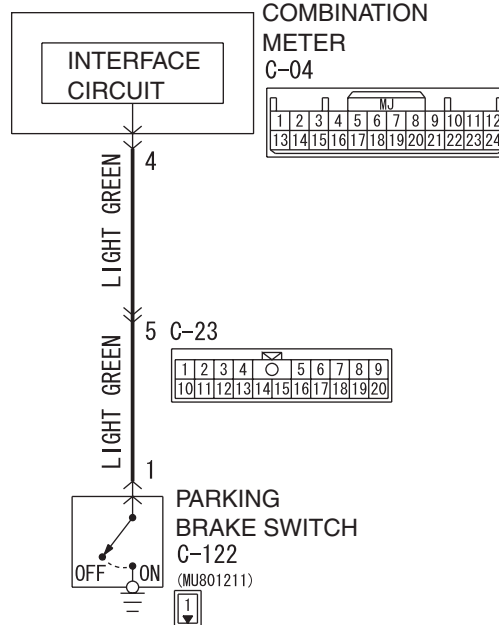 COMBINATION
METER
C-04
INTERFACE
CIRCUIT
MJ
1 2 3 4 5 6 7 8 9 10 11 12
13 14 15 16 17 18 19 20 21 22 23 24
4
LIGHT GREEN
5 C-23
1 2 3 4 5 6 7 8 9
10 11 12 13 14 15 16 17 18 19 20
LIGHT GREEN
1
PARKING
BRAKE SWITCH
C-122
(MU801211)
OFF ON
1